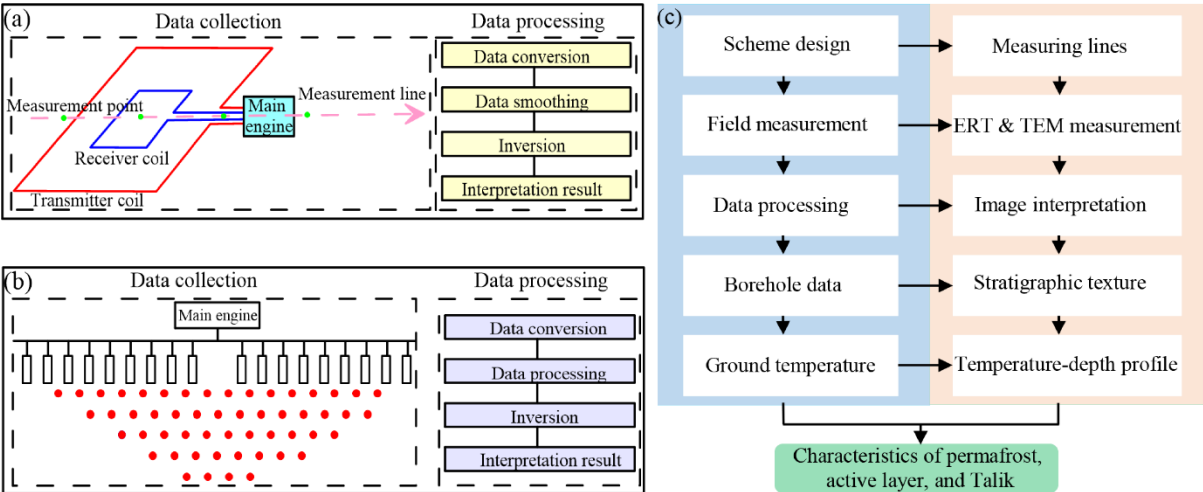 (a)
Data collection
Data processing
Measurement point
Measurement line
Main
engine
Receiver coil
Transmitter coil
Data conversion
Data smoothing
Inversion
Interpretation result
(b)
Data collection
Data processing
Main engine
Data conversion
Data processing
Inversion
Interpretation result
(c)
Scheme design
Measuring lines
Field measurement
ERT & TEM measurement
Data processing
Image interpretation
Borehole data
Stratigraphic texture
Ground temperature
Temperature-depth profile
Characteristics of permafrost,
active layer, and Talik